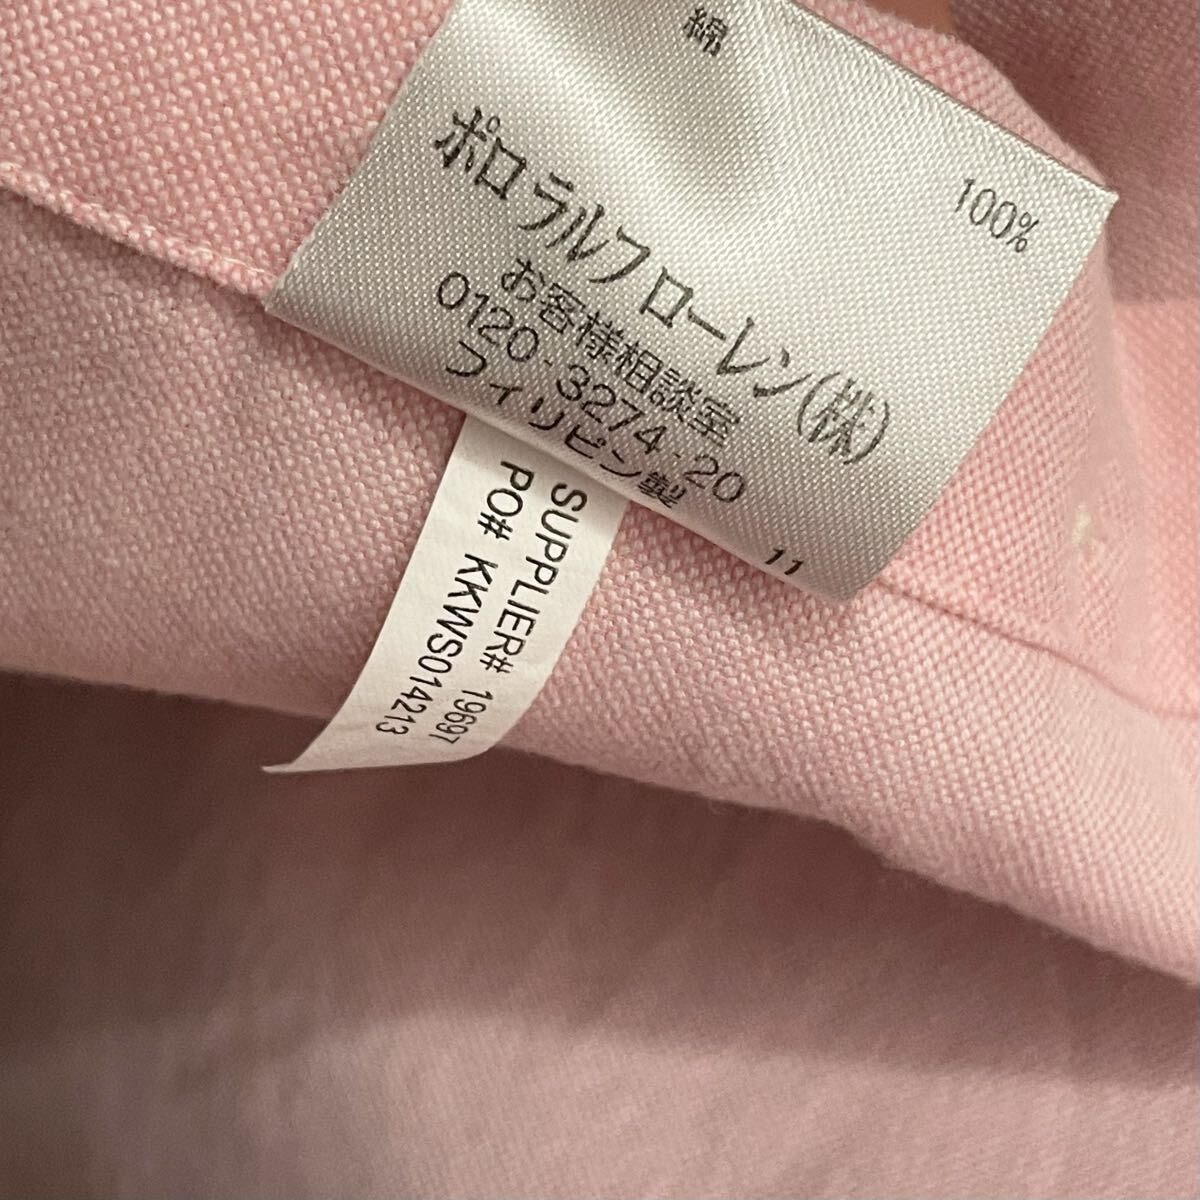 綿 100%
ポロ ラルフ ローレン(株)
お客様相談室
0120-3274-20
フィリピン製
11
SUPPLIER# 19697
PO# KKWS014213